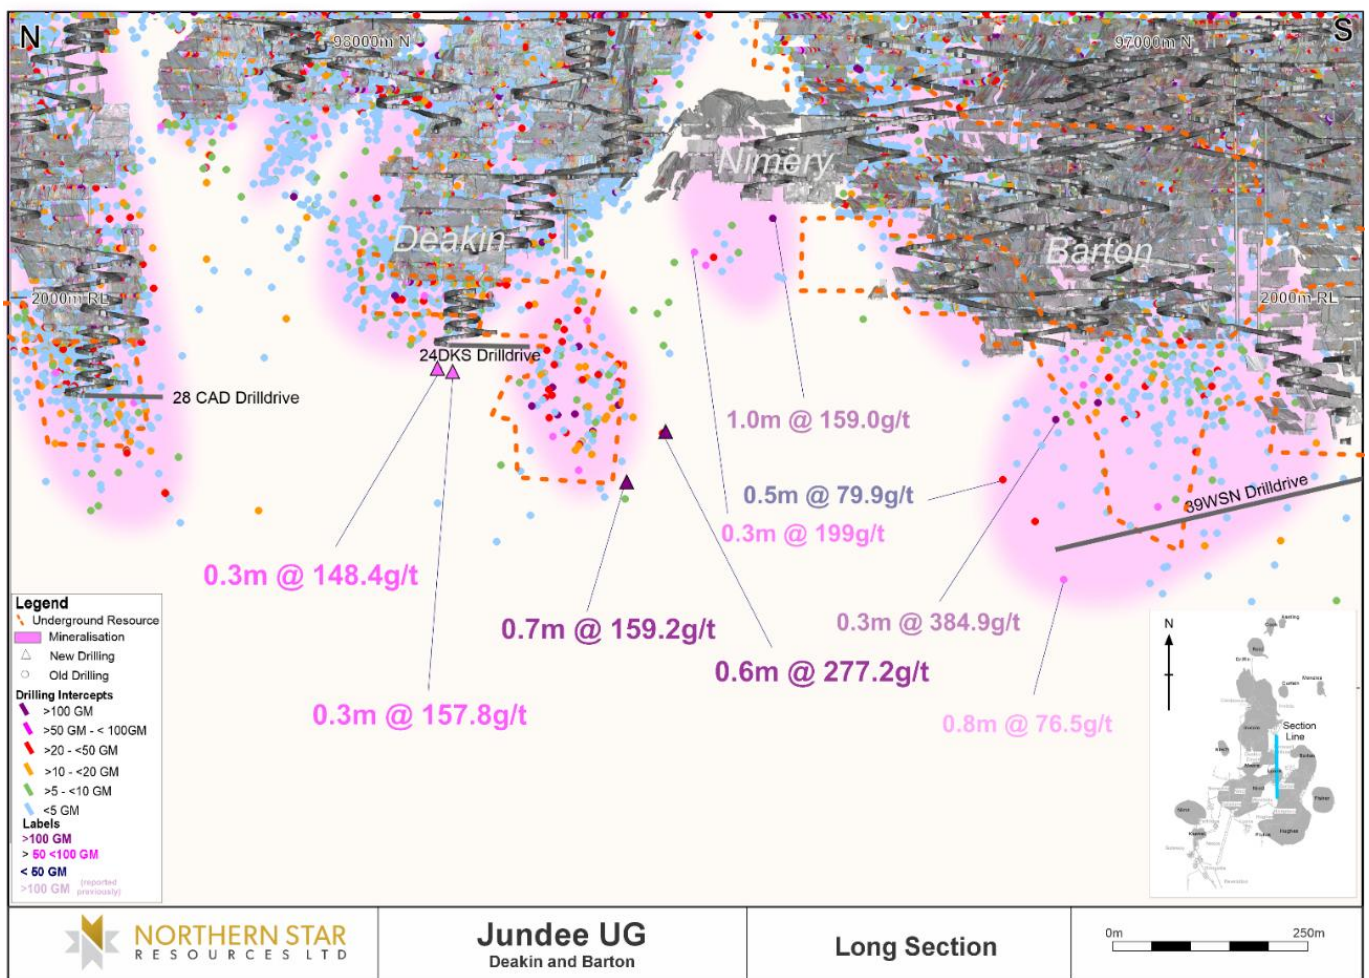 N
98000m N
97000m N
S
Nimery
Deakin
Barton
2000m RL
2000m RL
24DKS Drilldrive
28 CAD Drilldrive
1.0m @ 159.0g/t
0.5m @ 79.9g/t
39WSN Drilldrive
0.3m @ 199g/t
0.3m @ 148.4g/t
0.7m @ 159.2g/t
0.3m @ 384.9g/t
0.6m @ 277.2g/t
0.3m @ 157.8g/t
0.8m @ 76.5g/t
Legend
Underground Resource
Mineralisation
New Drilling
Old Drilling
Drilling Intercepts
>100 GM
>50 GM - < 100GM
>20 - <50 GM
>10 - <20 GM
>5 - <10 GM
<5 GM
Labels
>100 GM
> 50 <100 GM
< 50 GM
>100 GM (reported previously)
N
Section
Line
NORTHERN STAR
RESOURCES LTD
Jundee UG
Deakin and Barton
Long Section
0m
250m